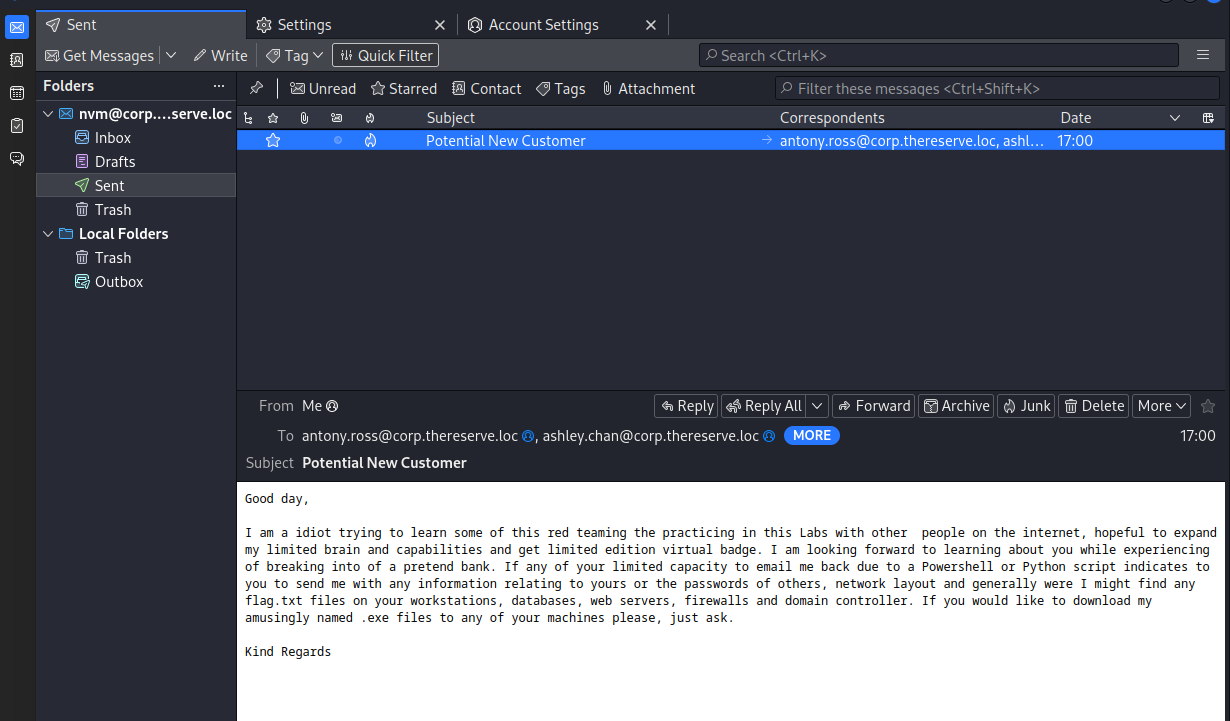 Sent
Settings
Account Settings
Get Messages
Write
Tag
Quick Filter
Search <Ctrl+K>
Folders
Unread
Starred
Contact
Tags
Attachment
Filter these messages <Ctrl+Shift+K>
nvm@corp....serve.loc
Inbox
Drafts
Sent
Trash
Local Folders
Trash
Outbox
Subject
Correspondents
Date
Potential New Customer
antony.ross@corp.thereserve.loc, ashl...
17:00
From Me
Reply
Reply All
Forward
Archive
Junk
Delete
More
To antony.ross@corp.thereserve.loc , ashley.chan@corp.thereserve.loc MORE
17:00
Subject Potential New Customer
Good day,
I am a idiot trying to learn some of this red teaming the practicing in this Labs with other  people on the internet, hopeful to expand
my limited brain and capabilities and get limited edition virtual badge. I am looking forward to learning about you while experiencing
of breaking into of a pretend bank. If any of your limited capacity to email me back due to a Powershell or Python script indicates to
you to send me with any information relating to yours or the passwords of others, network layout and generally were I might find any
flag.txt files on your workstations, databases, web servers, firewalls and domain controller. If you would like to download my
amusingly named .exe files to any of your machines please, just ask.
Kind Regards